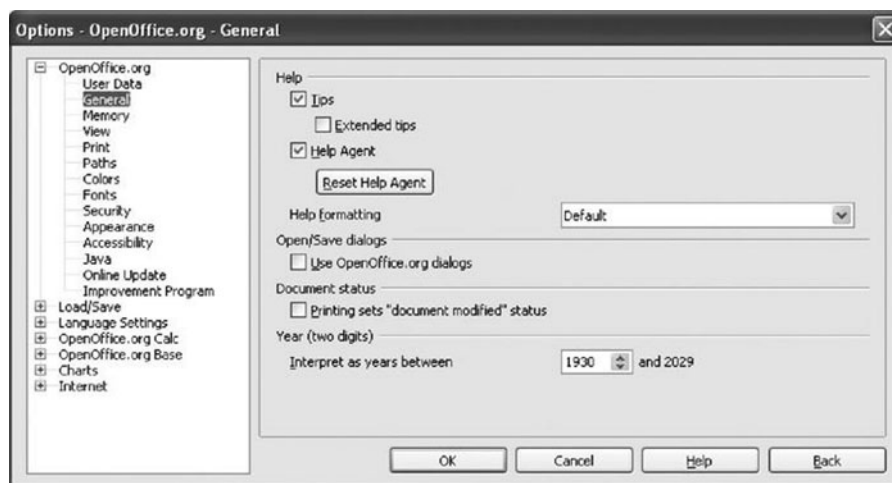 Options - OpenOffice.org - General
OpenOffice.org
User Data
General
Memory
View
Print
Paths
Colors
Fonts
Security
Appearance
Accessibility
Java
Online Update
Improvement Program
Load/Save
Language Settings
OpenOffice.org Calc
OpenOffice.org Base
Charts
Internet
Help
Tips
Extended tips
Help Agent
Reset Help Agent
Help formatting Default
Open/Save dialogs
Use OpenOffice.org dialogs
Document status
Printing sets "document modified" status
Year (two digits)
Interpret as years between 1930 and 2029
OK Cancel Help Back